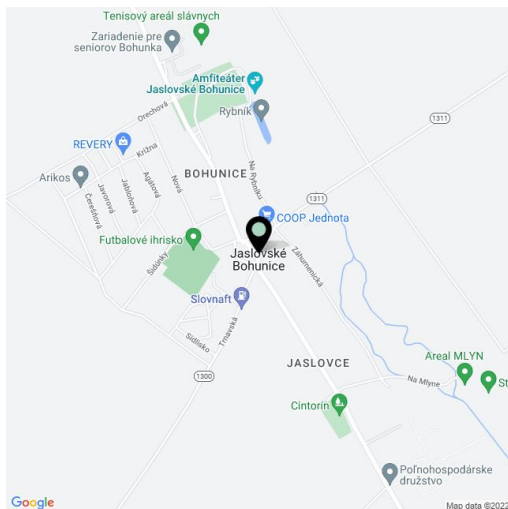 Tenisový areál slávnych
Zariadenie pre
seniorov Bohunka
Amfiteáter
Jaslovské Bohunice
Orechová
Rybník
1311
REVERY
Krížna
BOHUNICE
Na Rybníku
Arikos
Čerešňová
Javorová
Jabloňová
Agátová
Nová
1311
COOP Jednota
Futbalové ihrisko
Šidúnky
Jaslovské
Bohunice
Záhumenická
Slovnaft
Sídlisko
Trnavská
1300
JASLOVCE
Areal MLYN
Na Mlyne
St
Cintorín
Poľnohospodárske
družstvo
Google
Map data ©2022